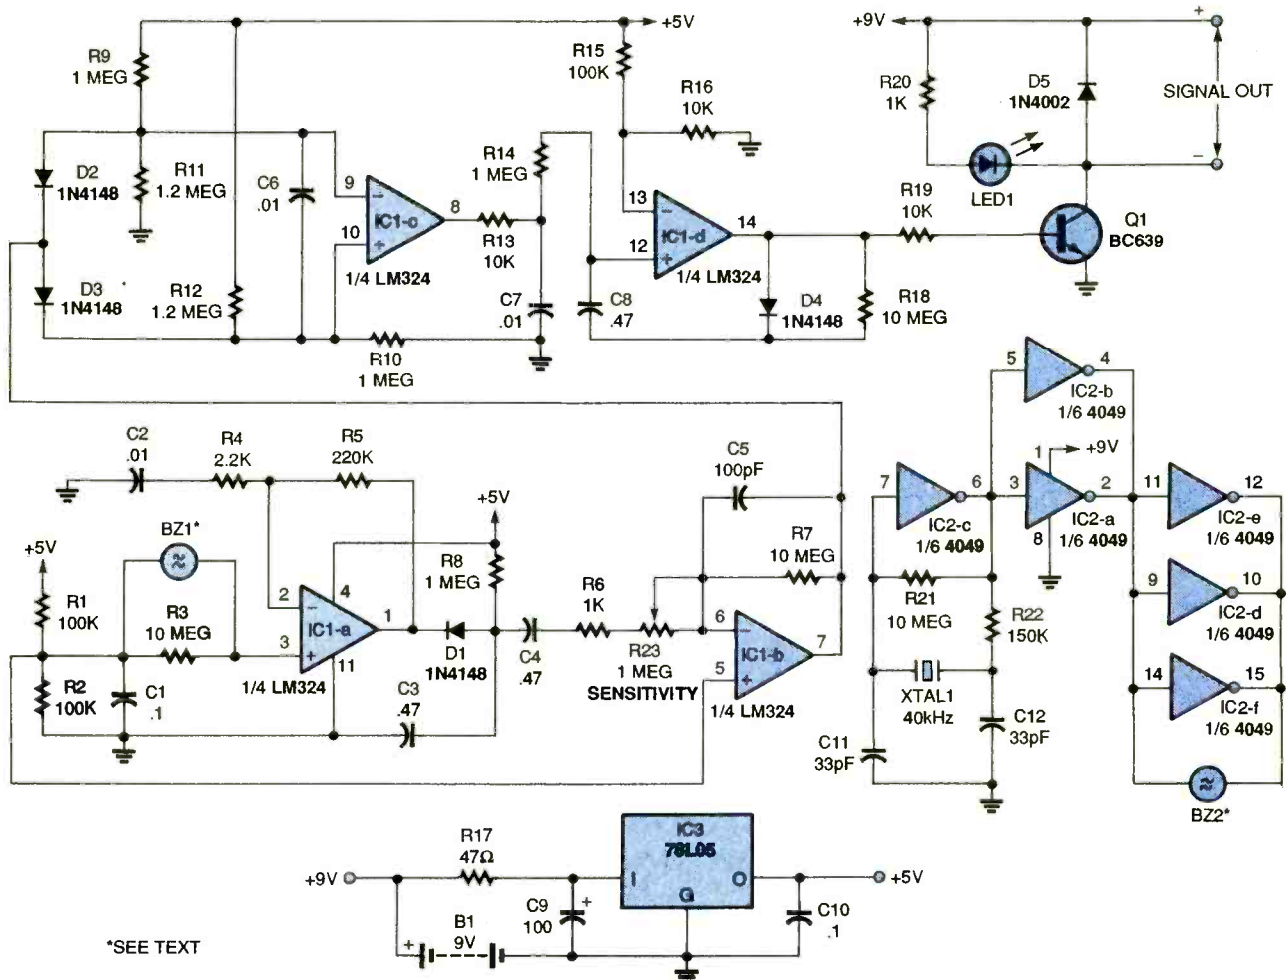 +5V
+9V
+
R9
1 MEG
R15
100K
R16
10K
R20
1K
D5
1N4002
SIGNAL OUT
−
D2
1N4148
R11
1.2 MEG
C6
.01
R14
1 MEG
9
−
IC1-c
8
10
+
R13
10K
1/4 LM324
13
−
IC1-d
14
12
+
1/4 LM324
R19
10K
LED1
Q1
BC639
D3
1N4148
R12
1.2 MEG
C7
.01
C8
.47
D4
1N4148
R18
10 MEG
R10
1 MEG
5
4
IC2-b
1/6 4049
C2
.01
R4
2.2K
R5
220K
C5
100pF
7
6
IC2-c
1/6 4049
1
+9V
3
2
IC2-a
1/6 4049
8
11
12
IC2-e
1/6 4049
+5V
BZ1*
+5V
R8
1 MEG
R7
10 MEG
R1
100K
R3
10 MEG
2
−
4
IC1-a
1
3
+
11
1/4 LM324
D1
1N4148
C4
.47
R6
1K
R23
1 MEG
SENSITIVITY
6
−
IC1-b
7
5
+
1/4 LM324
R21
10 MEG
R22
150K
9
10
IC2-d
1/6 4049
R2
100K
C1
.1
C3
.47
XTAL1
40kHz
C11
33pF
C12
33pF
14
15
IC2-f
1/6 4049
BZ2*
+9V
R17
47Ω
IC3
78L05
I
O
G
+5V
C9
100
+
C10
.1
B1
9V
+
*SEE TEXT